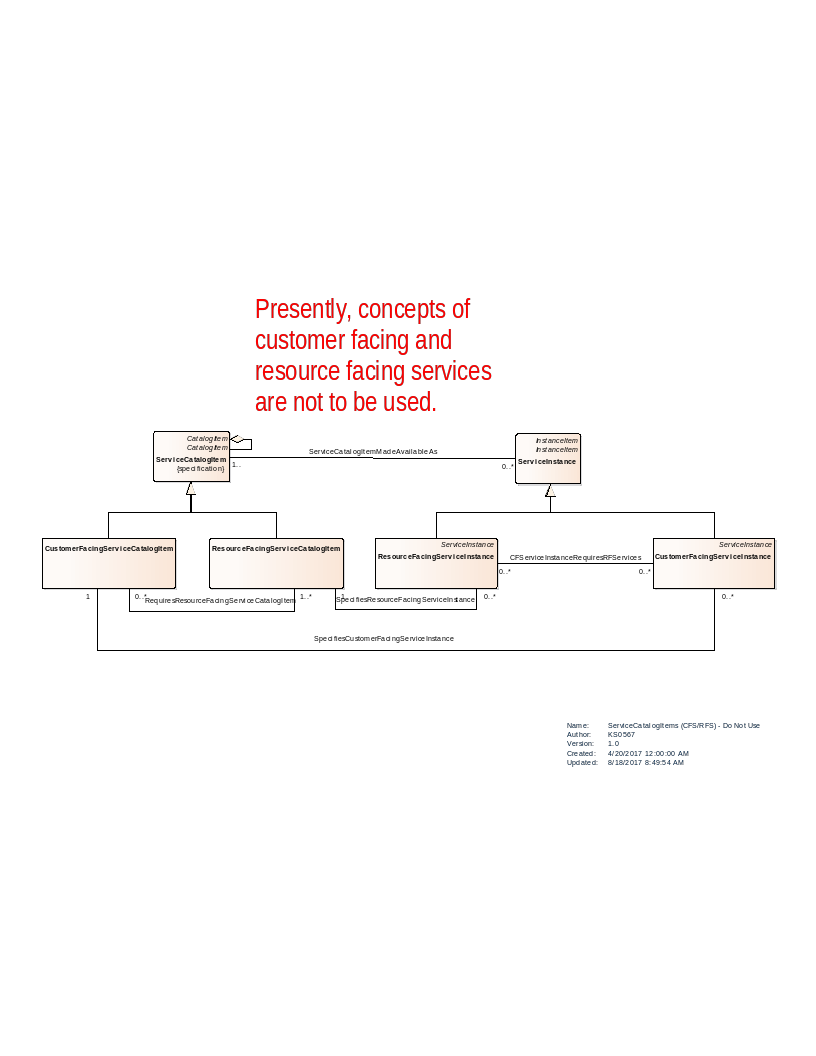 Presently, concepts of
customer facing and
resource facing services
are not to be used.
CatalogItem
CatalogItem
ServiceCatalogItem
{specification}
1..
ServiceCatalogItemMadeAvailableAs
0..*
InstanceItem
InstanceItem
ServiceInstance
CustomerFacingServiceCatalogItem
ResourceFacingServiceCatalogItem
ServiceInstance
ResourceFacingServiceInstance
CFServiceInstanceRequiresRFServices
0..*
0..*
ServiceInstance
CustomerFacingServiceInstance
1
0..*
RequiresResourceFacingServiceCatalogItem
1..*
1
SpecifiesResourceFacingServiceInstance
0..*
0..*
SpecifiesCustomerFacingServiceInstance
Name: ServiceCatalogItems (CFS/RFS) - Do Not Use
Author: KS0567
Version: 1.0
Created: 4/20/2017 12:00:00 AM
Updated: 8/18/2017 8:49:54 AM